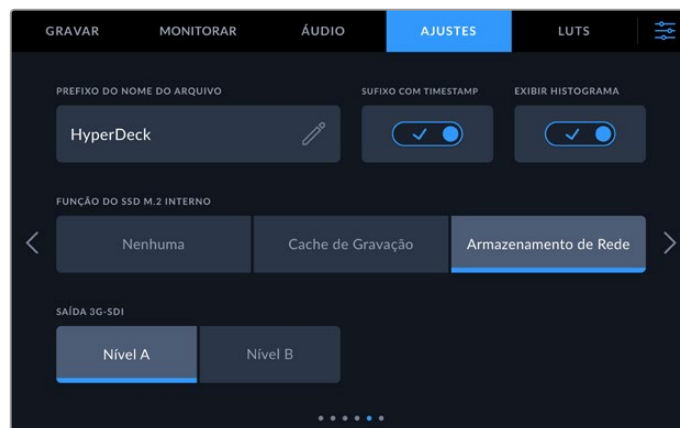 GRAVAR MONITORAR ÁUDIO AJUSTES LUTS
PREFIXO DO NOME DO ARQUIVO SUFIXO COM TIMESTAMP EXIBIR HISTOGRAMA
HyperDeck
FUNÇÃO DO SSD M.2 INTERNO
Nenhuma Cache de Gravação Armazenamento de Rede
SAÍDA 3G-SDI
Nível A Nível B